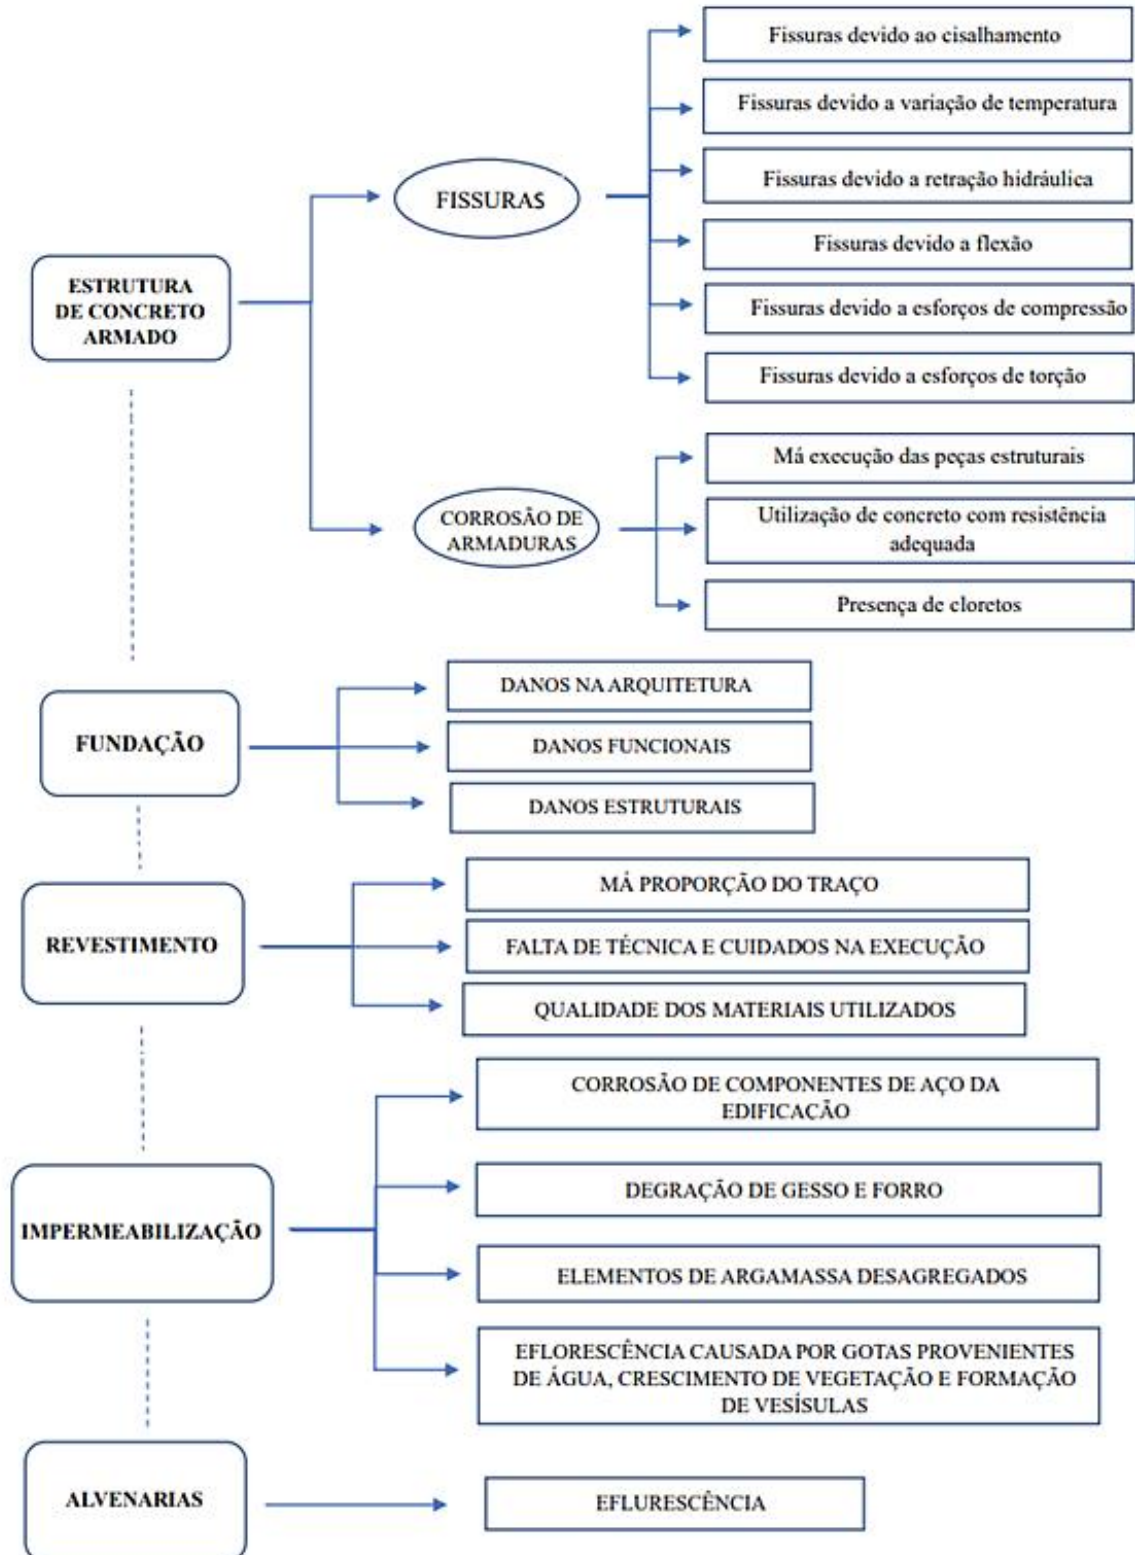 Fissuras devido ao cisalhamento
Fissuras devido a variação de temperatura
Fissuras devido a retração hidráulica
FISSURA$
Fissuras devido a flexão
Fissuras devido a esforços de compressão
Fissuras devido a esforços de torção
ESTRUTURA
DE CONCRETO
ARMADO
Má execução das peças estruturais
CORROSÃO DE
ARMADURAS
Utilização de concreto com resistência
adequada
Presença de cloretos
FUNDAÇÃO
DANOS NA ARQUITETURA
DANOS FUNCIONAIS
DANOS ESTRUTURAIS
REVESTIMENTO
MÁ PROPORÇÃO DO TRAÇO
FALTA DE TÉCNICA E CUIDADOS NA EXECUÇÃO
QUALIDADE DOS MATERIAIS UTILIZADOS
IMPERMEABILIZAÇÃO
CORROSÃO DE COMPONENTES DE AÇO DA
EDIFICAÇÃO
DEGRAÇÃO DE GESSO E FORRO
ELEMENTOS DE ARGAMASSA DESAGREGADOS
EFLORESCÊNCIA CAUSADA POR GOTAS PROVENIENTES
DE ÁGUA, CRESCIMENTO DE VEGETAÇÃO E FORMAÇÃO
DE VESÍSULAS
ALVENARIAS
EFLURESCÊNCIA